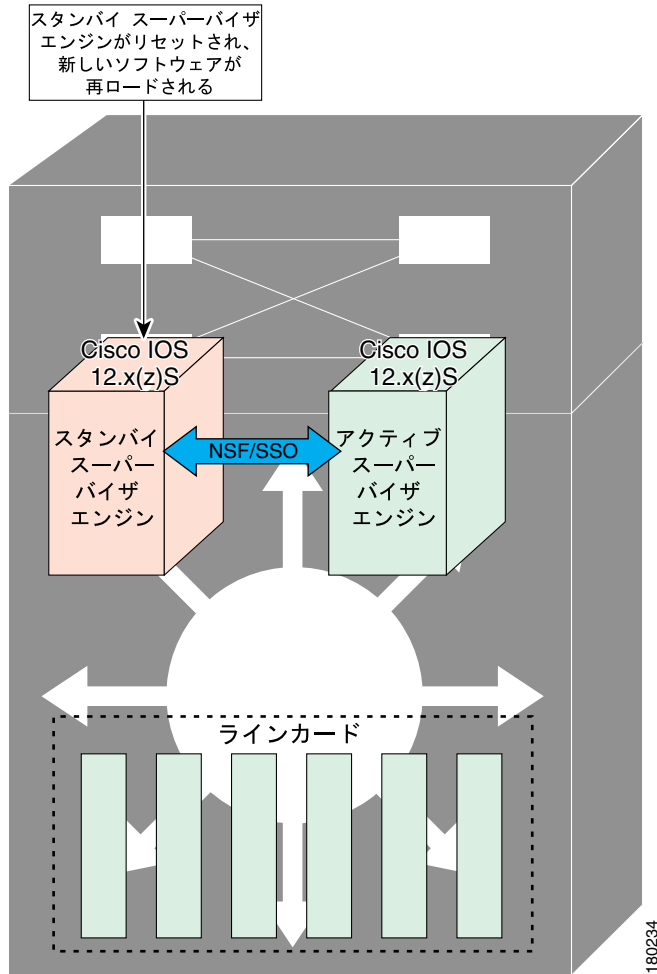 スタンバイ スーパーバイザ
エンジンがリセットされ、
新しいソフトウェアが
再ロードされる
Cisco IOS
12.x(z)S
Cisco IOS
12.x(z)S
スタンバイ
スーパー
バイザ
エンジン
NSF/SSO
アクティブ
スーパー
バイザ
エンジン
ラインカード
180234